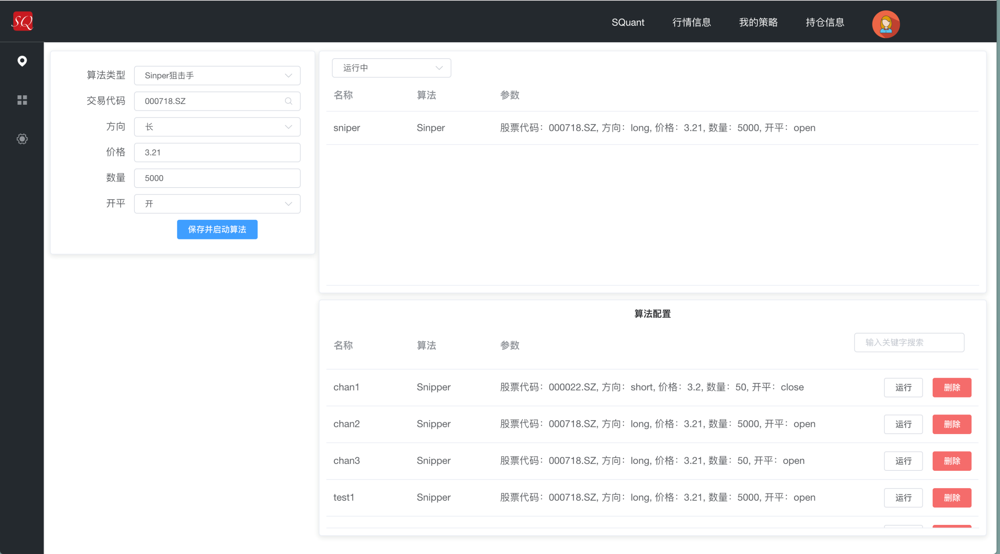 SQ
SQuant 行情信息 我的策略 持仓信息
算法类型 Sinper狙击手
交易代码 000718.SZ
方向 长
价格 3.21
数量 5000
开平 开
保存并启动算法
运行中
名称 算法 参数
sniper Sinper 股票代码：000718.SZ, 方向：long, 价格：3.21, 数量：5000, 开平：open
算法配置
名称 算法 参数 输入关键字搜索
chan1 Snipper 股票代码：000022.SZ, 方向：short, 价格：3.2, 数量：50, 开平：close 运行 删除
chan2 Snipper 股票代码：000718.SZ, 方向：long, 价格：3.21, 数量：5000, 开平：open 运行 删除
chan3 Snipper 股票代码：000718.SZ, 方向：long, 价格：3.21, 数量：50, 开平：open 运行 删除
test1 Snipper 股票代码：000718.SZ, 方向：long, 价格：3.21, 数量：5000, 开平：open 运行 删除